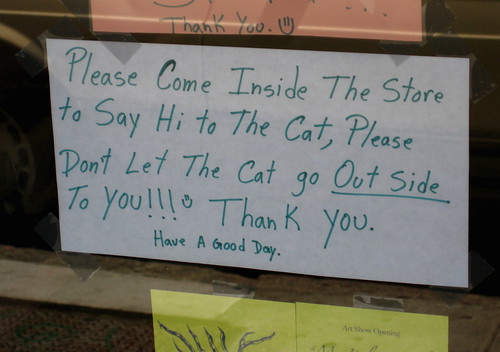 Thank You.
Please Come Inside The Store
to Say Hi to The Cat, Please
Don't Let The Cat go Out Side
To You!!! Thank you.
Have A Good Day.
Art Show Opening